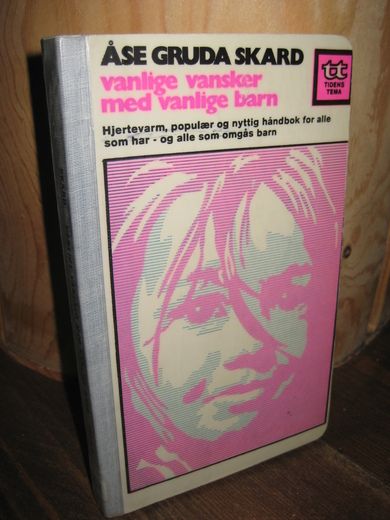 ÅSE GRUDA SKARD
vanlige vansker
med vanlige barn
Hjertevarm, populær og nyttig håndbok for alle
som har - og alle som omgås barn
tt
TIDENS
TEMA